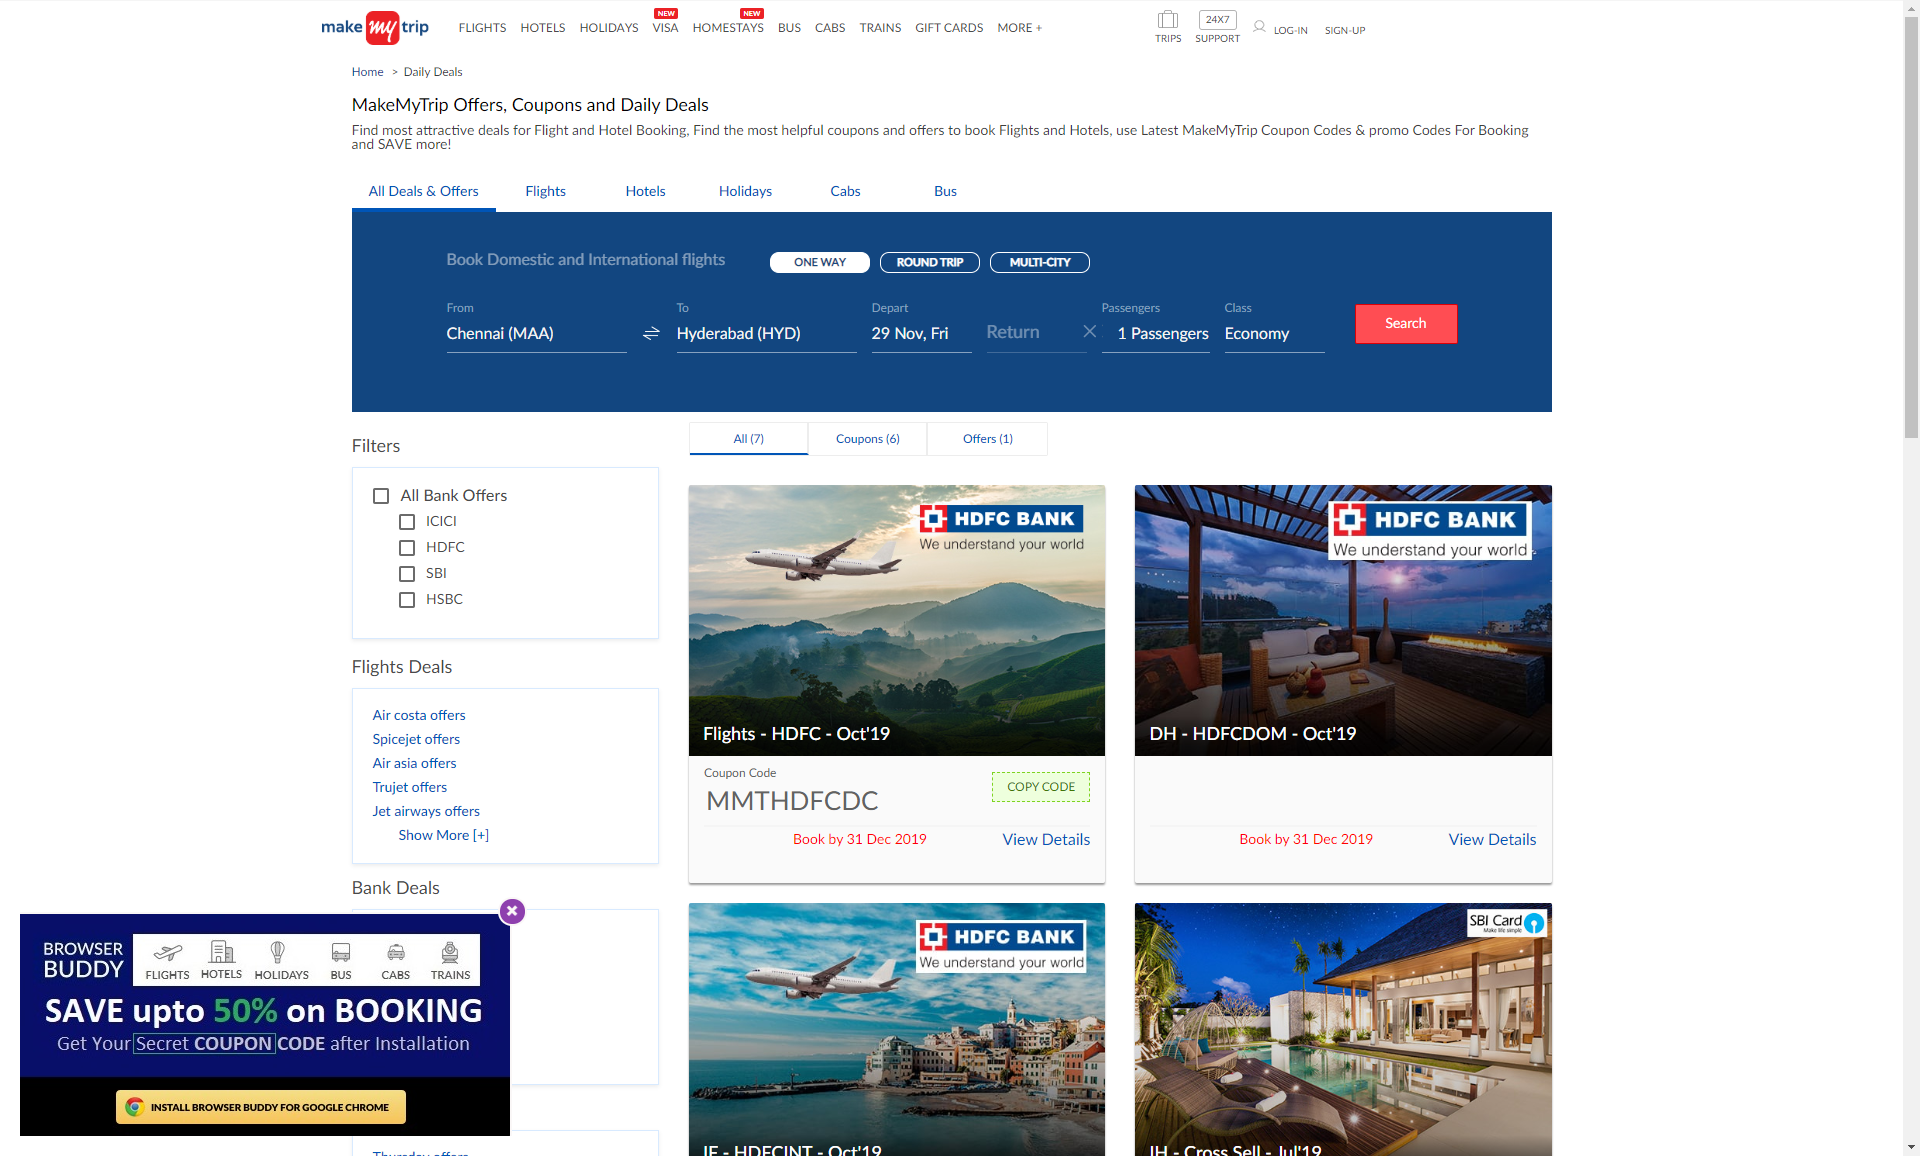 make my trip
FLIGHTS HOTELS HOLIDAYS VISA NEW HOMESTAYS NEW BUS CABS TRAINS GIFT CARDS MORE +
TRIPS
24X7
SUPPORT
LOG-IN
SIGN-UP
Home > Daily Deals
MakeMyTrip Offers, Coupons and Daily Deals
Find most attractive deals for Flight and Hotel Booking, Find the most helpful coupons and offers to book Flights and Hotels, use Latest MakeMyTrip Coupon Codes & promo Codes For Booking
and SAVE more!
All Deals & Offers Flights Hotels Holidays Cabs Bus
Book Domestic and International flights ONE WAY ROUND TRIP MULTI-CITY
From To Depart Passengers Class
Chennai (MAA) Hyderabad (HYD) 29 Nov, Fri Return 1 Passengers Economy Search
Filters
All Bank Offers
ICICI
HDFC
SBI
HSBC
Flights Deals
Air costa offers
Spicejet offers
Air asia offers
Trujet offers
Jet airways offers
Show More [+]
Bank Deals
All (7) Coupons (6) Offers (1)
HDFC BANK
We understand your world
Flights - HDFC - Oct'19
Coupon Code
MMTHDFCDC
COPY CODE
Book by 31 Dec 2019 View Details
HDFC BANK
We understand your world
DH - HDFCDOM - Oct'19
Book by 31 Dec 2019 View Details
HDFC BANK
We understand your world
IF - HDFCINT - Oct'19
SBI Card
Make life simple
IH - Cross Sell - Jul'19
BROWSER
BUDDY
FLIGHTS HOTELS HOLIDAYS BUS CABS TRAINS
SAVE upto 50% on BOOKING
Get Your Secret COUPON CODE after Installation
INSTALL BROWSER BUDDY FOR GOOGLE CHROME
Thursday offers